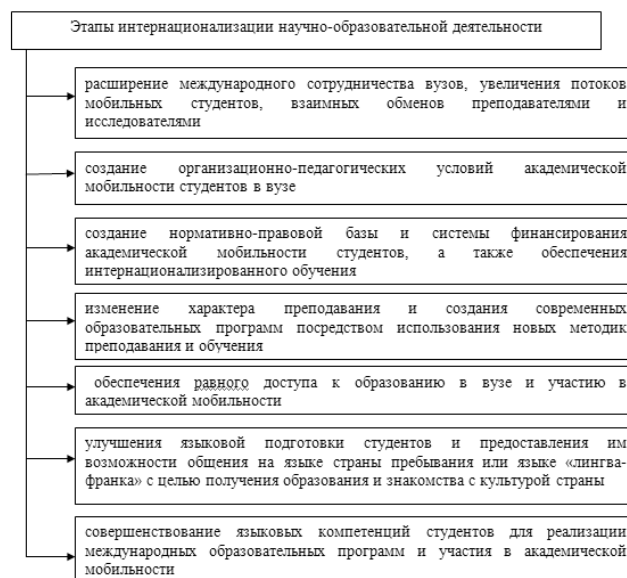 Этапы интернационализации научно-образовательной деятельности
расширение международного сотрудничества вузов, увеличения потоков
мобильных студентов, взаимных обменов преподавателями и
исследователями
создание организационно-педагогических условий академической
мобильности студентов в вузе
создание нормативно-правовой базы и системы финансирования
академической мобильности студентов, а также обеспечения
интернационализированного обучения
изменение характера преподавания и создания современных
образовательных программ посредством использования новых методик
преподавания и обучения
обеспечения равного доступа к образованию в вузе и участию в
академической мобильности
улучшения языковой подготовки студентов и предоставления им
возможности общения на языке страны пребывания или языке «лингва-
франка» с целью получения образования и знакомства с культурой страны
совершенствование языковых компетенций студентов для реализации
международных образовательных программ и участия в академической
мобильности